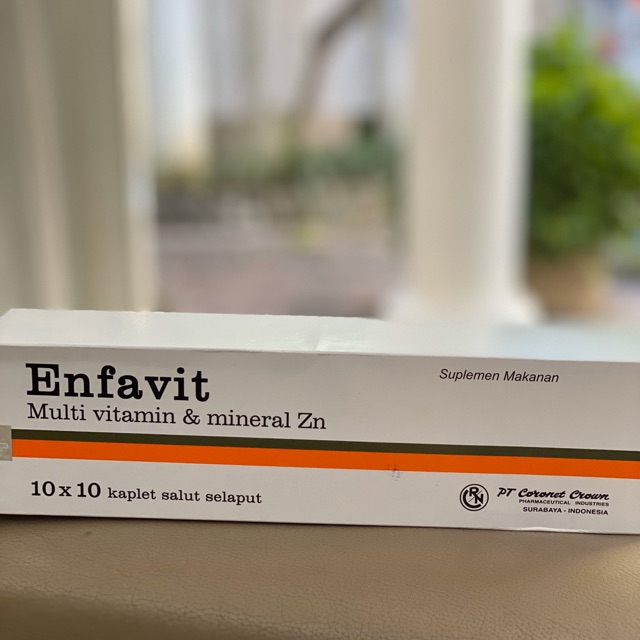 Enfavit
Suplemen Makanan
Multi vitamin & mineral Zn
10 x 10 kaplet salut selaput
PT Coronet Crown
PHARMACEUTICAL INDUSTRIES
SURABAYA - INDONESIA